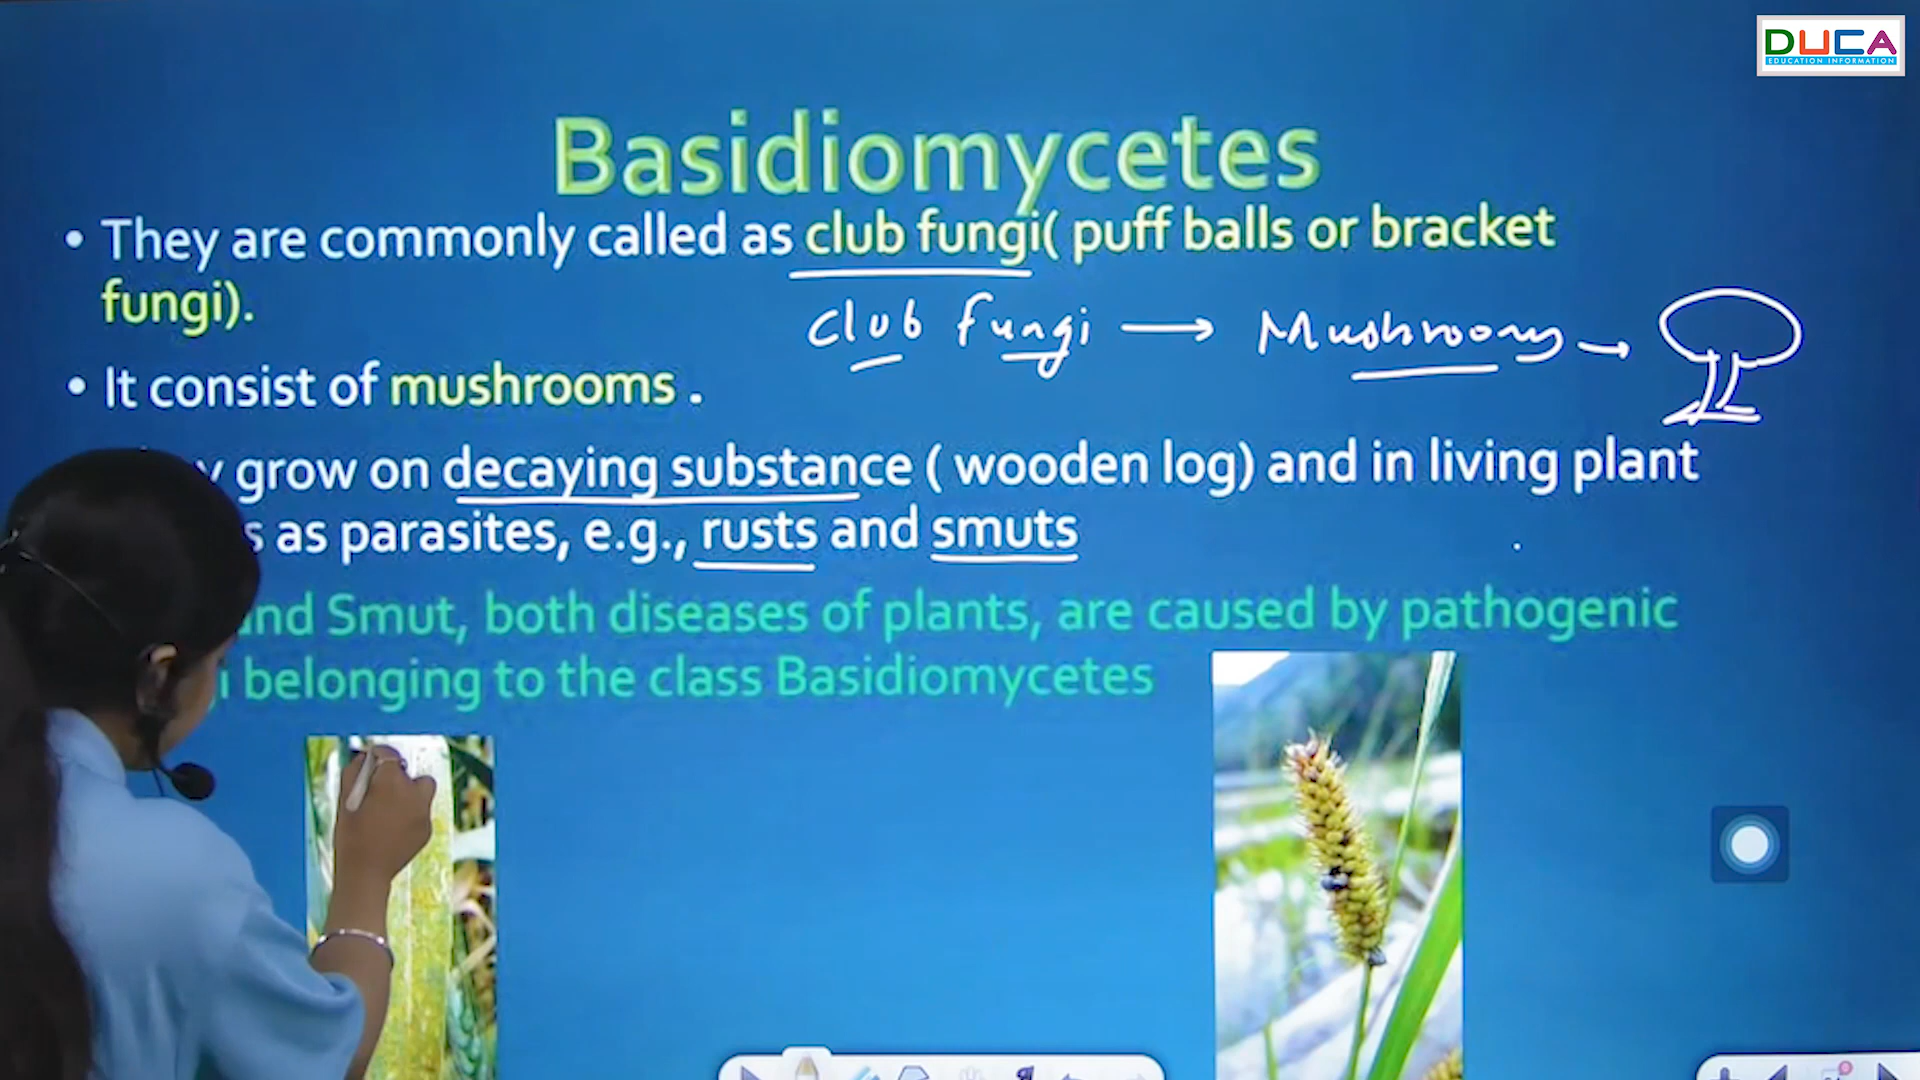 DUCA
EDUCATION INFORMATION
Basidiomycetes
• They are commonly called as club fungi( puff balls or bracket
fungi).
club fungi → Mushrooms →
• It consist of mushrooms .
y grow on decaying substance ( wooden log) and in living plant
s as parasites, e.g., rusts and smuts
and Smut, both diseases of plants, are caused by pathogenic
i belonging to the class Basidiomycetes